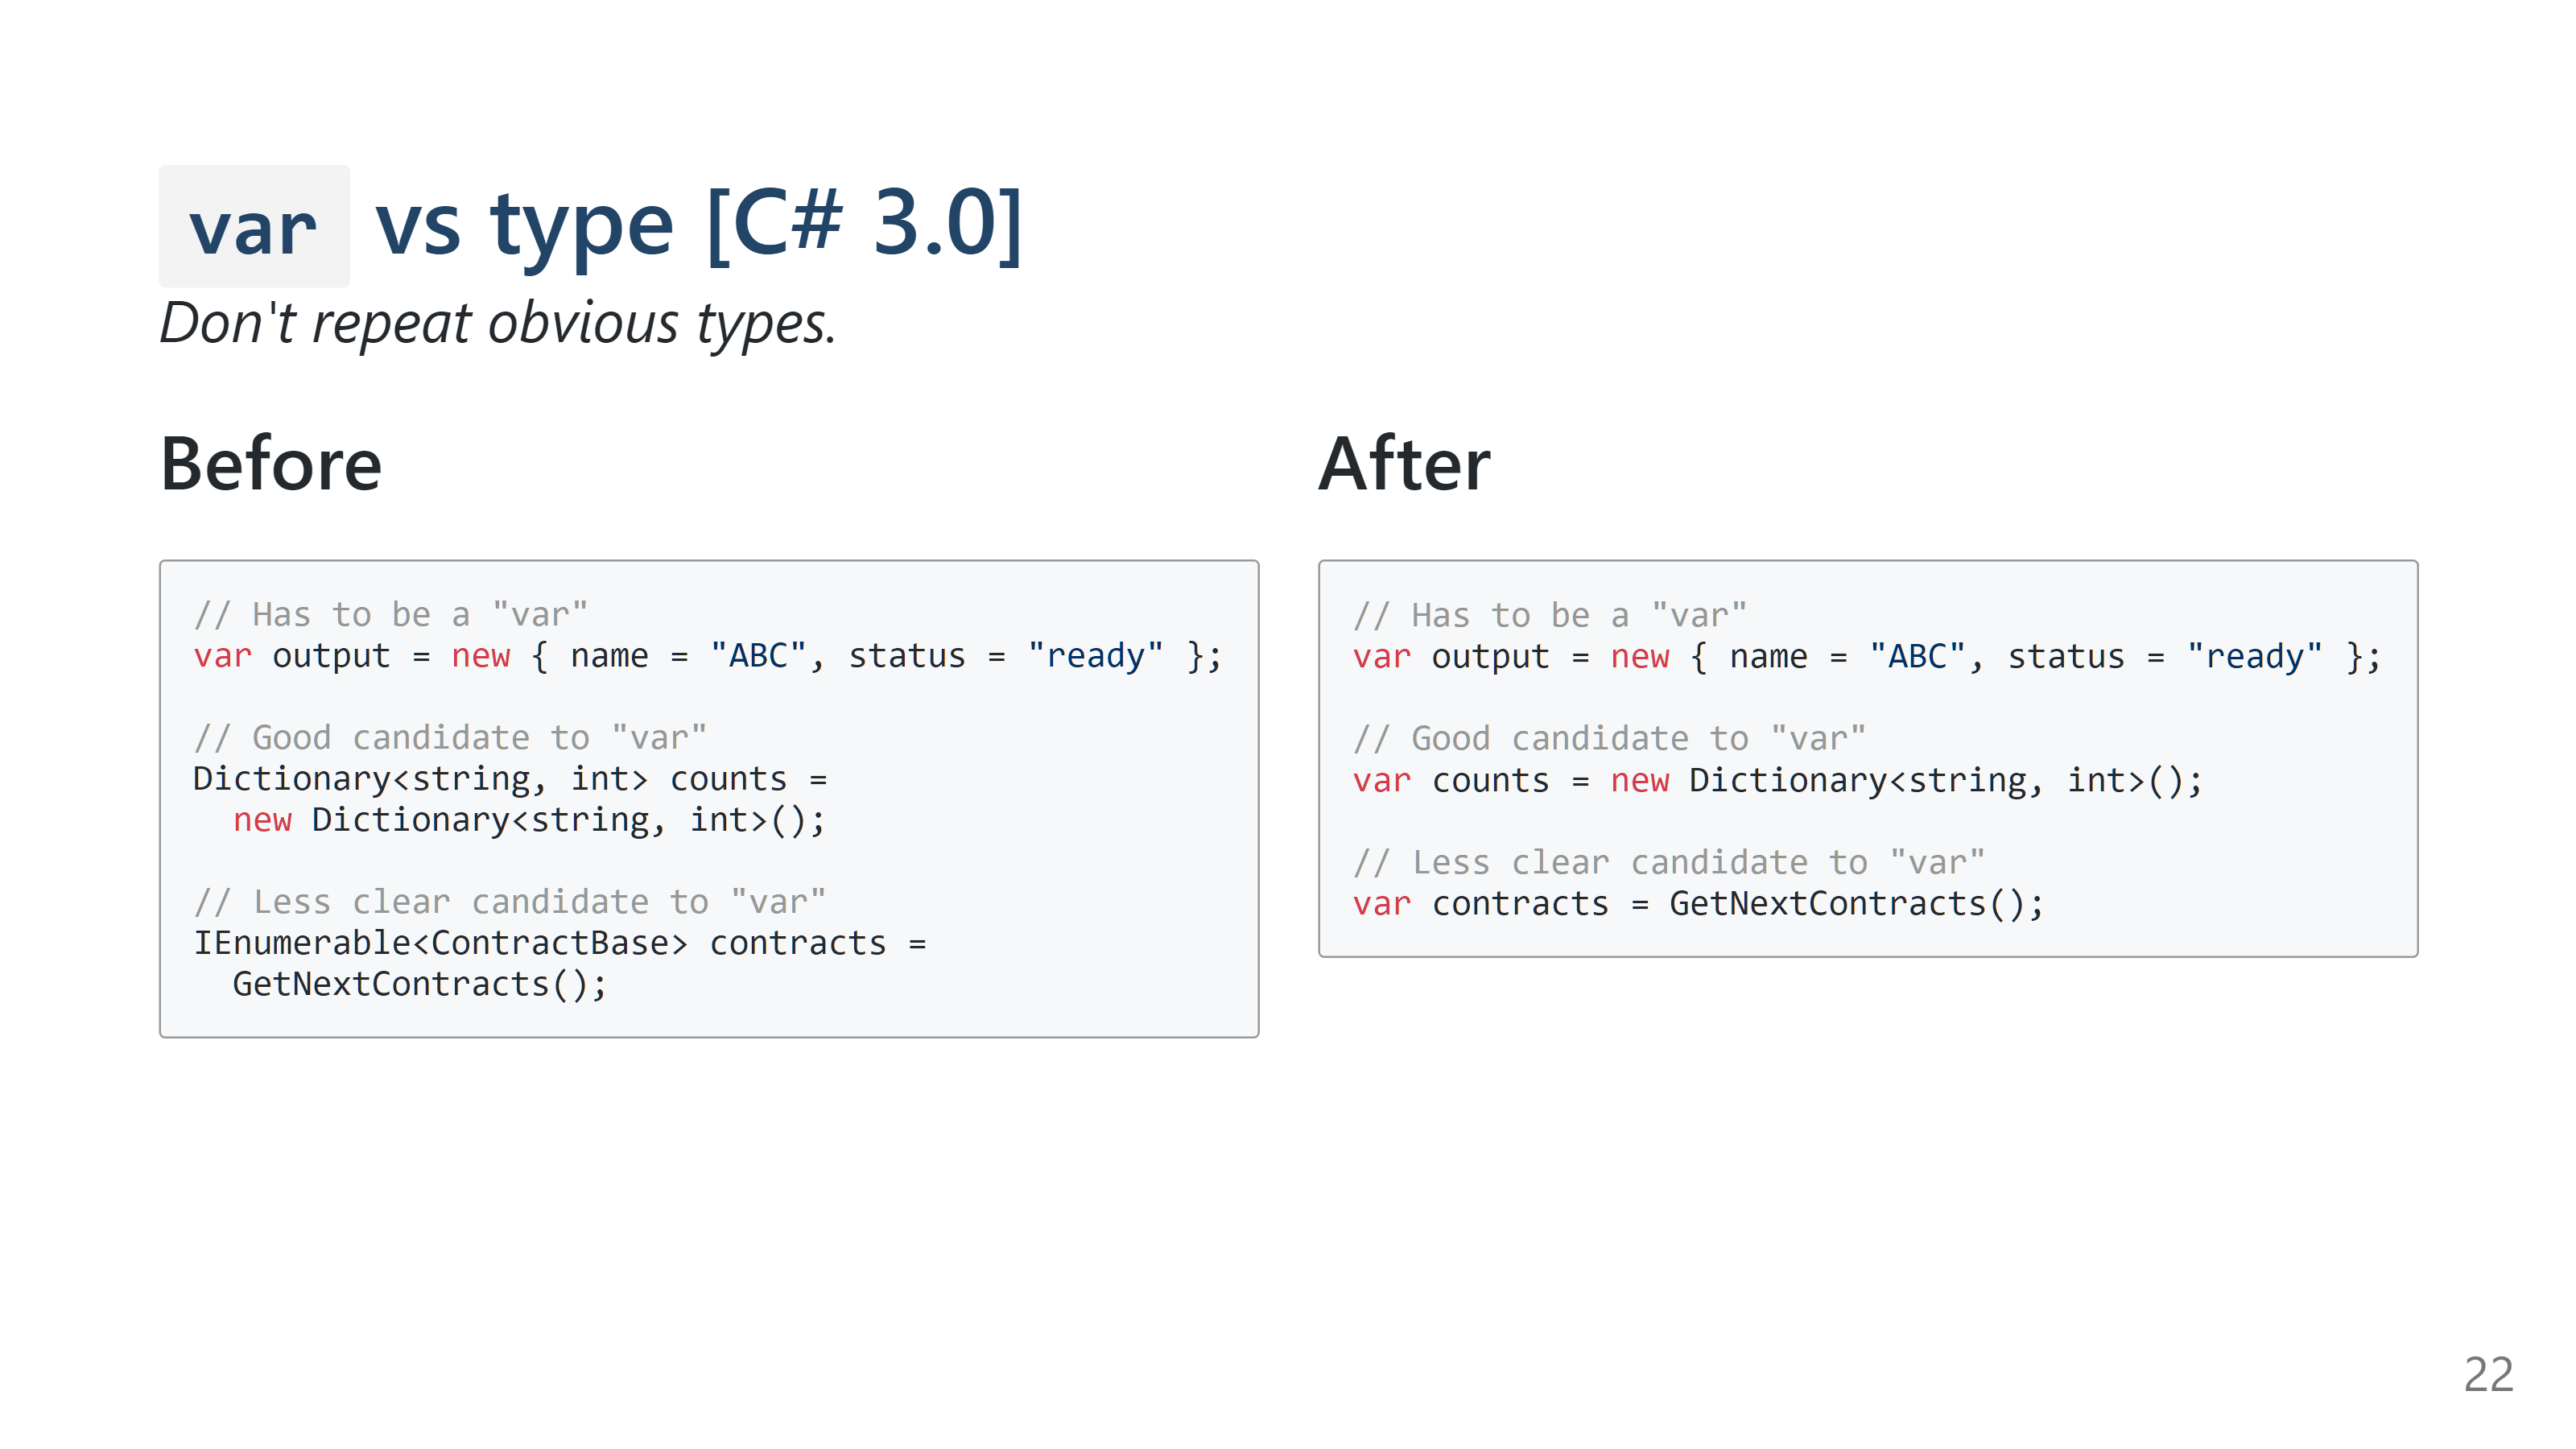 var vs type [C# 3.0]
Don't repeat obvious types.
Before
// Has to be a "var"
var output = new { name = "ABC", status = "ready" };
// Good candidate to "var"
Dictionary<string, int> counts =
new Dictionary<string, int>();
// Less clear candidate to "var"
IEnumerable<ContractBase> contracts =
GetNextContracts();
After
// Has to be a "var"
var output = new { name = "ABC", status = "ready" };
// Good candidate to "var"
var counts = new Dictionary<string, int>();
// Less clear candidate to "var"
var contracts = GetNextContracts();
22